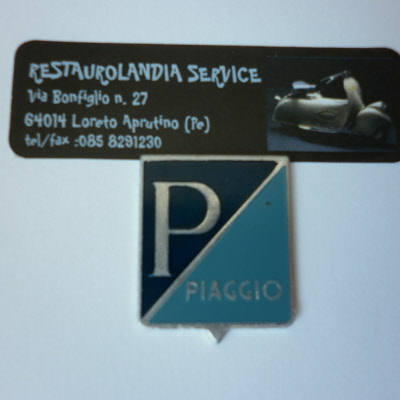 RESTAUROLANDIA SERVICE
Via Bonfiglio n. 27
64014 Loreto Aprutino (Pe)
tel/fax :085 8291230
P
PIAGGIO